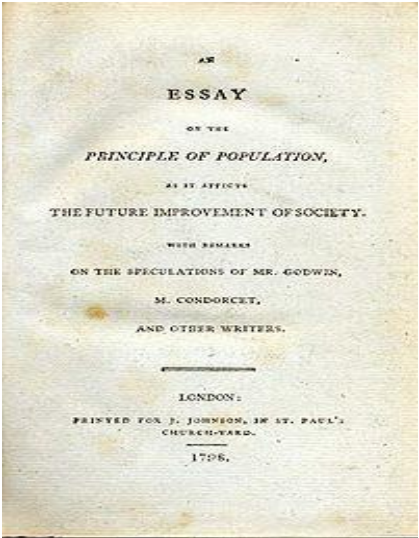 AN
ESSAY
ON THE
PRINCIPLE OF POPULATION,
AS IT AFFECTS
THE FUTURE IMPROVEMENT OF SOCIETY.
WITH REMARKS
ON THE SPECULATIONS OF MR. GODWIN,
M. CONDORCET,
AND OTHER WRITERS.
LONDON:
PRINTED FOR J. JOHNSON, IN ST. PAUL'S
CHURCH-YARD.
1798.